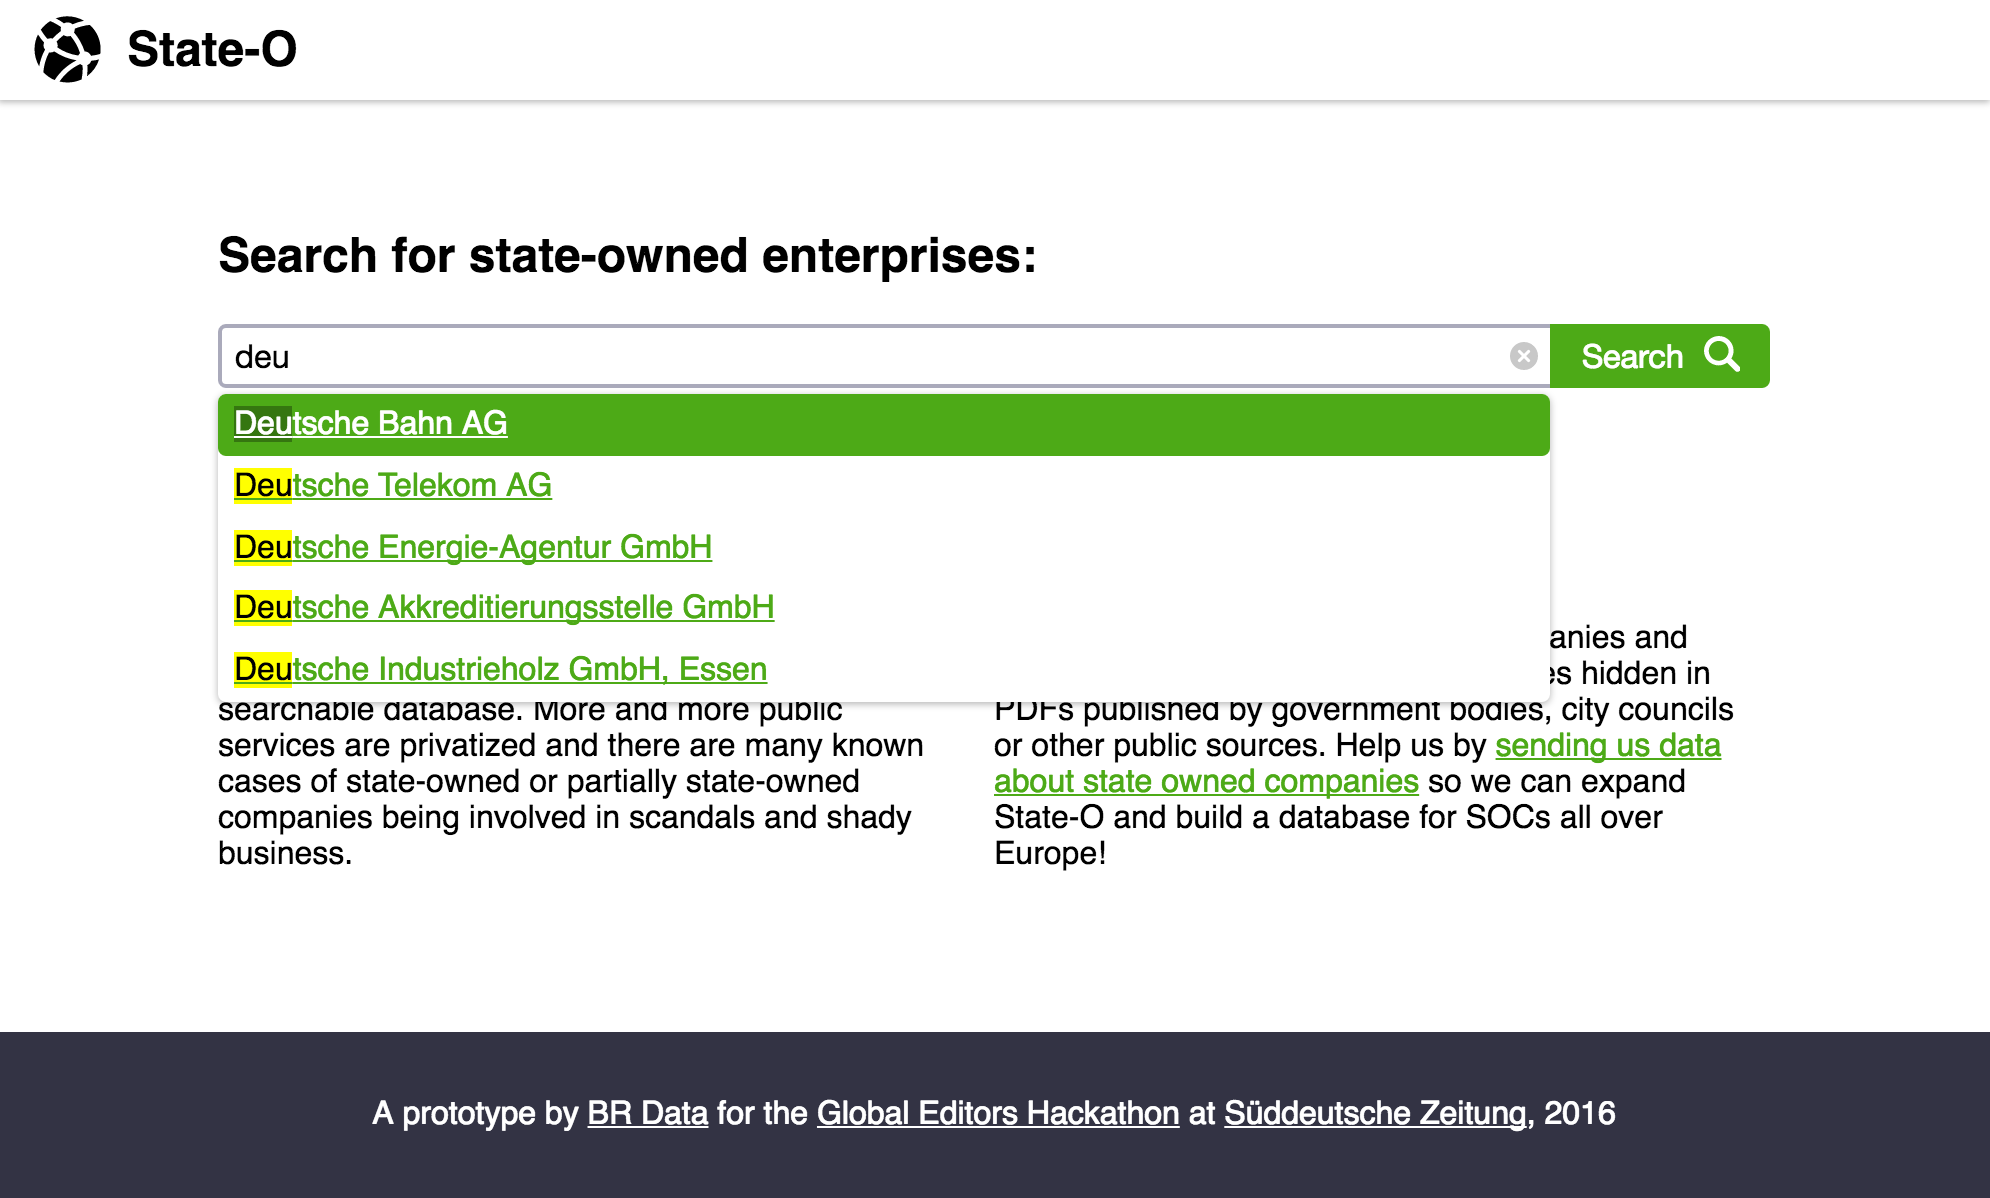 State-O
Search for state-owned enterprises:
deu
Search
Deutsche Bahn AG
Deutsche Telekom AG
Deutsche Energie-Agentur GmbH
Deutsche Akkreditierungsstelle GmbH
Deutsche Industrieholz GmbH, Essen
searchable database. More and more public
services are privatized and there are many known
cases of state-owned or partially state-owned
companies being involved in scandals and shady
business.
anies and
es hidden in
PDFs published by government bodies, city councils
or other public sources. Help us by sending us data
about state owned companies so we can expand
State-O and build a database for SOCs all over
Europe!
A prototype by BR Data for the Global Editors Hackathon at Süddeutsche Zeitung, 2016